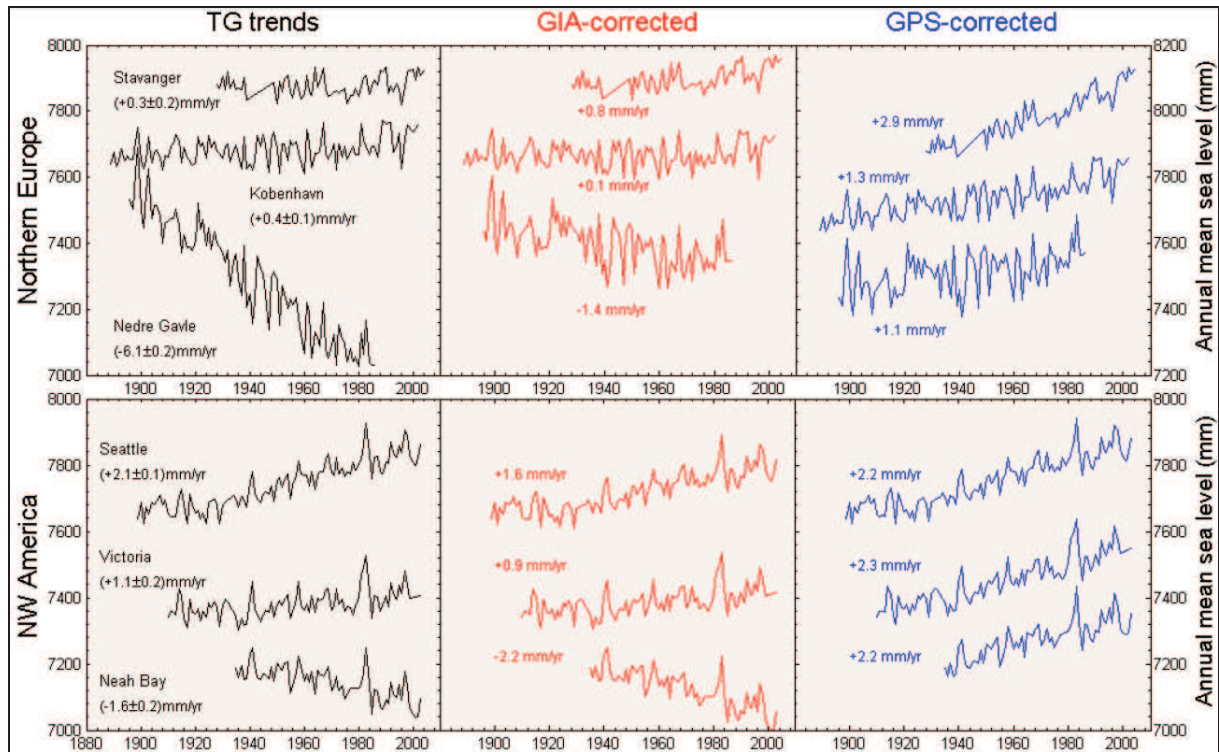 TG trends GIA-corrected GPS-corrected
Northern Europe
8000
7800
7600
7400
7200
7000
Stavanger
(+0.3±0.2)mm/yr
Kobenhavn
(+0.4±0.1)mm/yr
Nedre Gavle
(-6.1±0.2)mm/yr
1900 1920 1940 1960 1980 2000
+0.8 mm/yr
+0.1 mm/yr
-1.4 mm/yr
1900 1920 1940 1960 1980 2000
+2.9 mm/yr
+1.3 mm/yr
+1.1 mm/yr
1900 1920 1940 1960 1980 2000
8200
8000
7800
7600
7400
7200
Annual mean sea level (mm)
NW America
8000
7800
7600
7400
7200
7000
Seattle
(+2.1±0.1)mm/yr
Victoria
(+1.1±0.2)mm/yr
Neah Bay
(-1.6±0.2)mm/yr
1880 1900 1920 1940 1960 1980 2000
+1.6 mm/yr
+0.9 mm/yr
-2.2 mm/yr
1900 1920 1940 1960 1980 2000
+2.2 mm/yr
+2.3 mm/yr
+2.2 mm/yr
1900 1920 1940 1960 1980 2000
8000
7800
7600
7400
7200
7000
Annual mean sea level (mm)